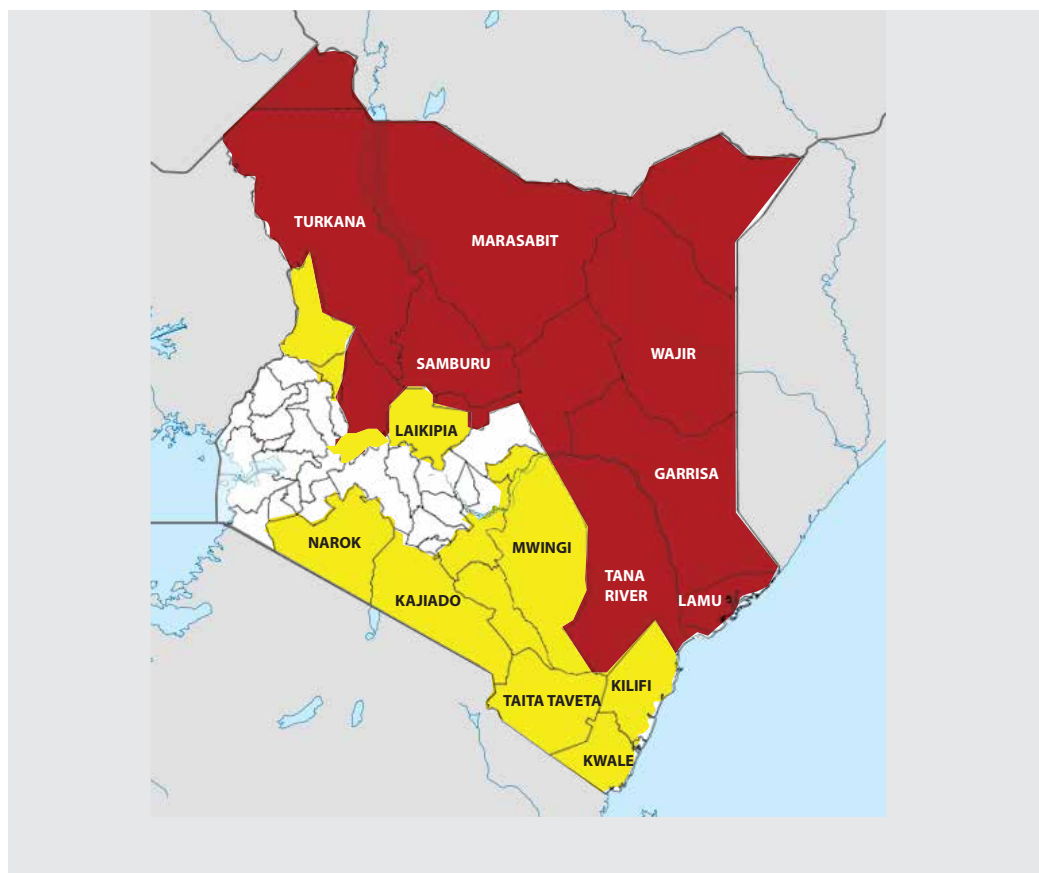 TURKANA
MARASABIT
SAMBURU
WAJIR
LAIKIPIA
GARRISA
NAROK
MWINGI
KAJIADO
TANA
RIVER
LAMU
TAITA TAVETA
KILIFI
KWALE